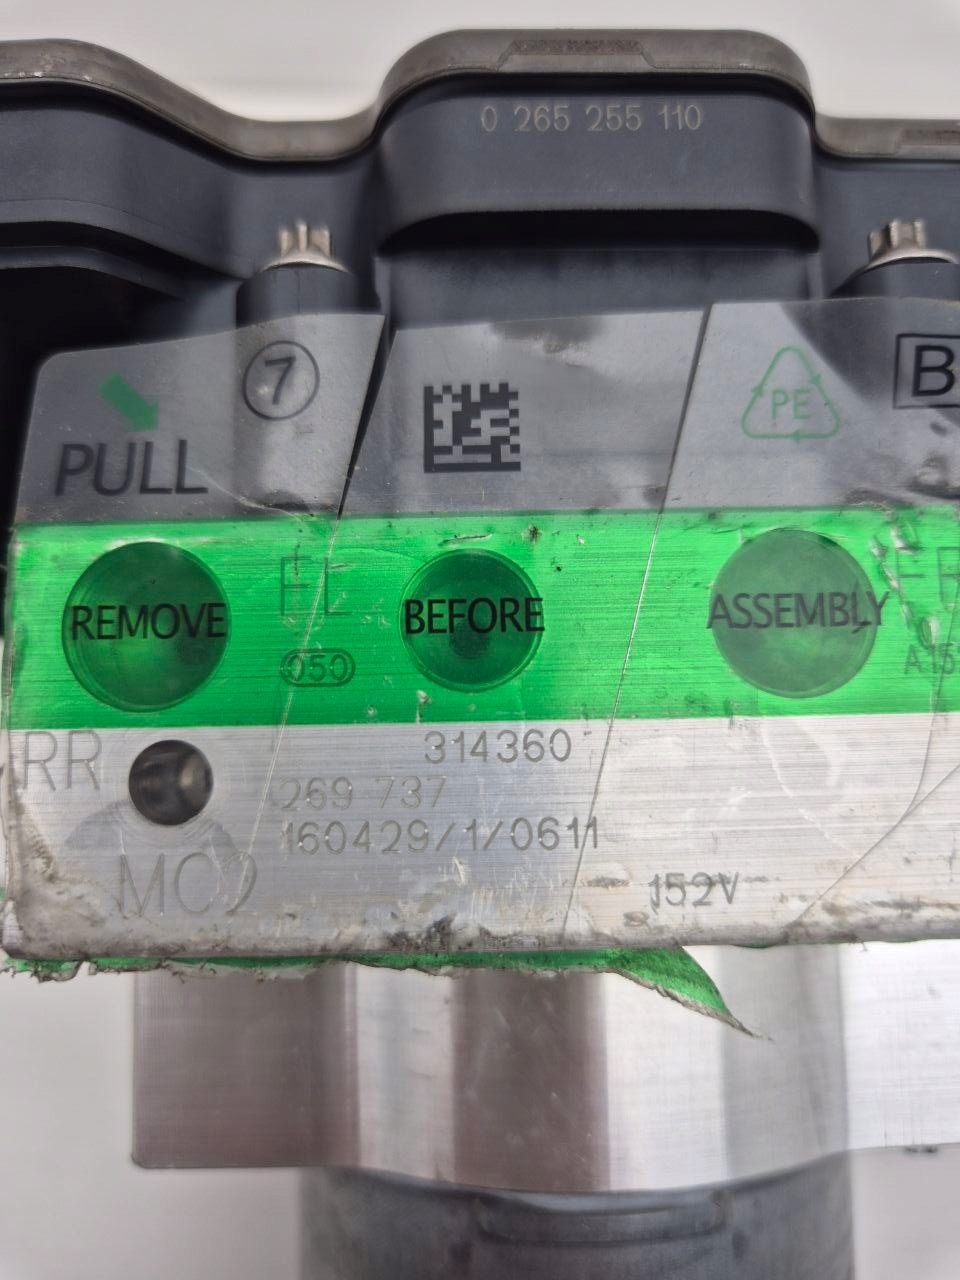 0 265 255 110
7
PE
B
PULL
FL
REMOVE BEFORE ASSEMBLY
050
RR
314360
269 737
160429/1/0611
MC2
152V